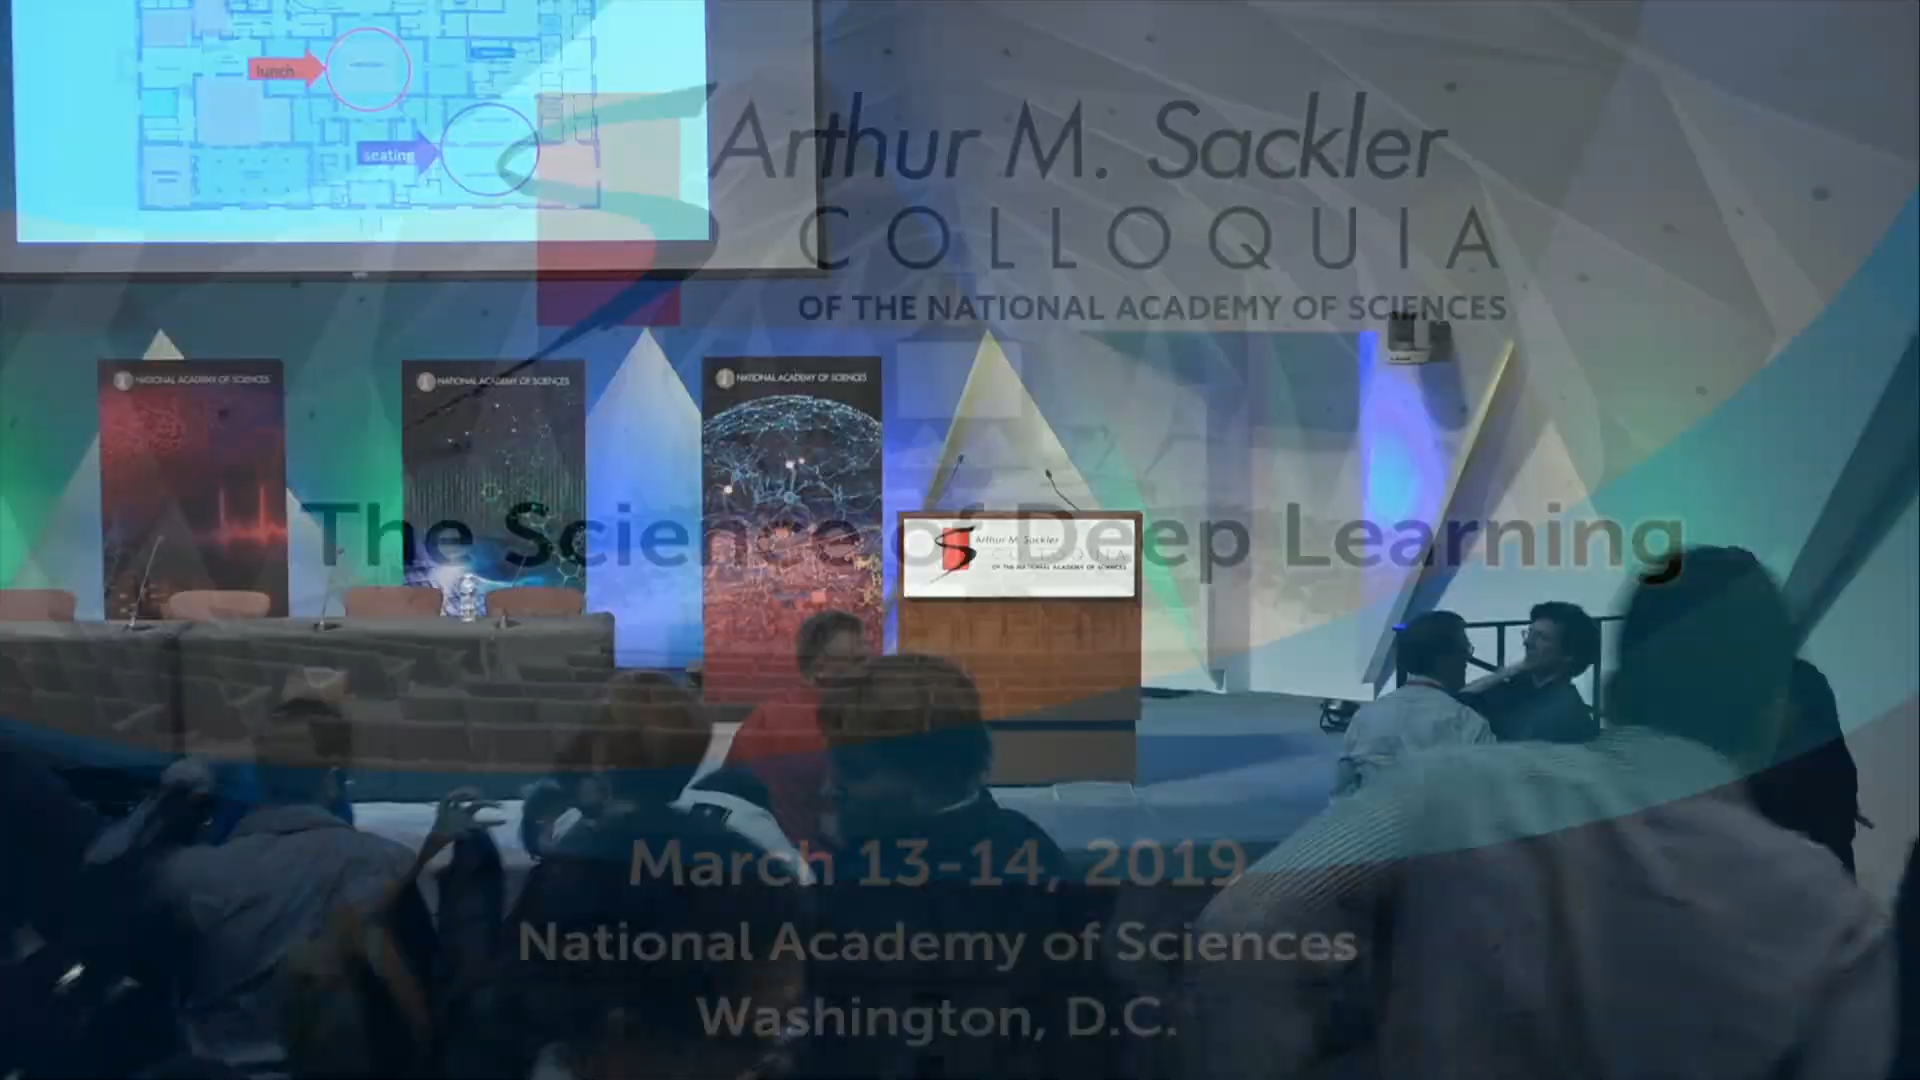 lunch
seating
Arthur M. Sackler
COLLOQUIA
OF THE NATIONAL ACADEMY OF SCIENCES
NATIONAL ACADEMY OF SCIENCES
NATIONAL ACADEMY OF SCIENCES
NATIONAL ACADEMY OF SCIENCES
The Science of Deep Learning
Arthur M. Sackler
COLLOQUIA
OF THE NATIONAL ACADEMY OF SCIENCES
March 13-14, 2019
National Academy of Sciences
Washington, D.C.